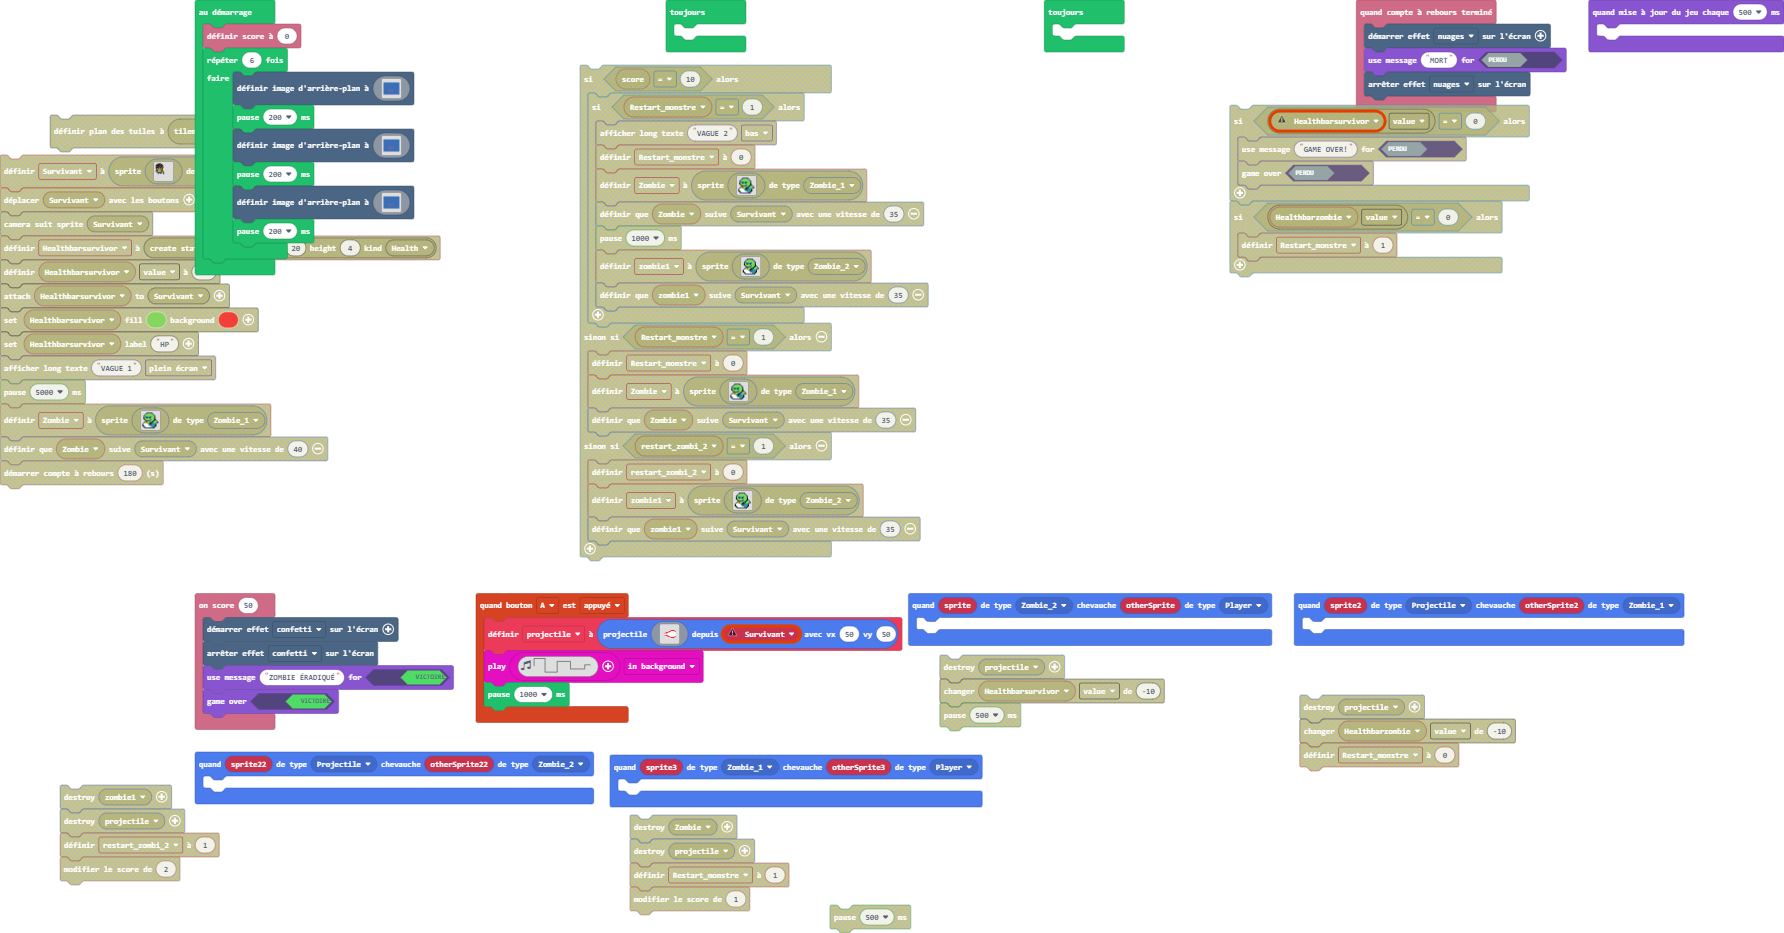 au démarrage
définir score à 0
répéter 6 fois
faire
définir image d'arrière-plan à
pause 200 ms
définir image d'arrière-plan à
pause 200 ms
définir image d'arrière-plan à
pause 200 ms
définir plan des tuiles à
définir Survivant à sprite de
déplacer Survivant avec les boutons
camera suit sprite Survivant
définir Healthbarsurvivor à create sta 20 height 4 kind Health
définir Healthbarsurvivor value à
attach Healthbarsurvivor to Survivant
set Healthbarsurvivor fill background
set Healthbarsurvivor label "HP"
afficher long texte "VAGUE 1" plein écran
pause 5000 ms
définir Zombie à sprite de type Zombie_1
définir que Zombie suive Survivant avec une vitesse de 40
démarrer compte à rebours 180 (s)
toujours
si score = 10 alors
si Restart_monstre = 1 alors
afficher long texte "VAGUE 2" bas
définir Restart_monstre à 0
définir Zombie à sprite de type Zombie_1
définir que Zombie suive Survivant avec une vitesse de 35
pause 1000 ms
définir zombie1 à sprite de type Zombie_2
définir que zombie1 suive Survivant avec une vitesse de 35
sinon si Restart_monstre = 1 alors
définir Restart_monstre à 0
définir Zombie à sprite de type Zombie_1
définir que Zombie suive Survivant avec une vitesse de 35
sinon si restart_zombi_2 = 1 alors
définir restart_zombi_2 à 0
définir zombie1 à sprite de type Zombie_2
définir que zombie1 suive Survivant avec une vitesse de 35
toujours
quand compte à rebours terminé
démarrer effet nuages sur l'écran
use message "MORT" for PERDU
arrêter effet nuages sur l'écran
si Healthbarsurvivor value = 0 alors
use message "GAME OVER!" for PERDU
game over PERDU
si Healthbarzombie value = 0 alors
définir Restart_monstre à 1
quand mise à jour du jeu chaque 500 ms
on score 50
démarrer effet confetti sur l'écran
arrêter effet confetti sur l'écran
use message "ZOMBIE ÉRADIQUÉ" for VICTOIRE
game over VICTOIRE
quand bouton A est appuyé
définir projectile à projectile depuis Survivant avec vx 50 vy 50
play in background
pause 1000 ms
quand sprite de type Zombie_2 chevauche otherSprite de type Player
destroy projectile
changer Healthbarsurvivor value de -10
pause 500 ms
quand sprite2 de type Projectile chevauche otherSprite2 de type Zombie_1
destroy projectile
changer Healthbarzombie value de -10
définir Restart_monstre à 0
quand sprite22 de type Projectile chevauche otherSprite22 de type Zombie_2
destroy zombie1
destroy projectile
définir restart_zombi_2 à 1
modifier le score de 2
quand sprite3 de type Zombie_1 chevauche otherSprite3 de type Player
destroy Zombie
destroy projectile
définir Restart_monstre à 1
modifier le score de 1
pause 500 ms